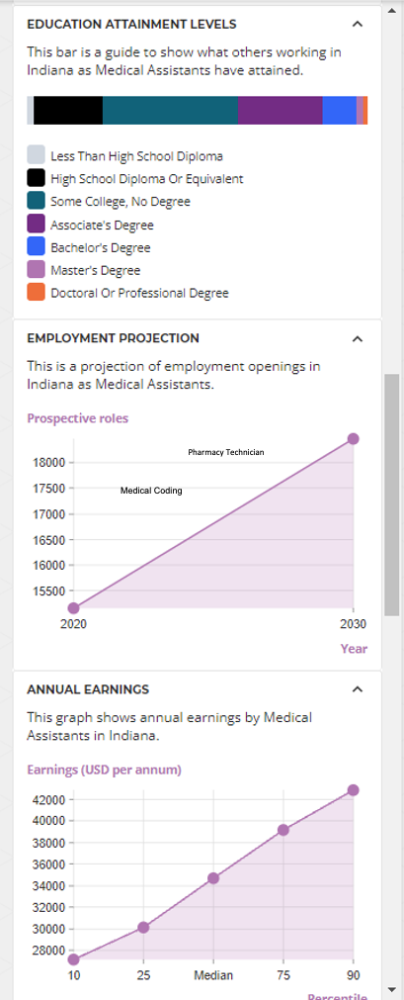 EDUCATION ATTAINMENT LEVELS
This bar is a guide to show what others working in
Indiana as Medical Assistants have attained.
Less Than High School Diploma
High School Diploma Or Equivalent
Some College, No Degree
Associate's Degree
Bachelor's Degree
Master's Degree
Doctoral Or Professional Degree
EMPLOYMENT PROJECTION
This is a projection of employment openings in
Indiana as Medical Assistants.
Prospective roles
Pharmacy Technician
18000
Medical Coding
17500
17000
16500
16000
15500
2020 2030
Year
ANNUAL EARNINGS
This graph shows annual earnings by Medical
Assistants in Indiana.
Earnings (USD per annum)
42000
40000
38000
36000
34000
32000
30000
28000
10 25 Median 75 90
Percentile